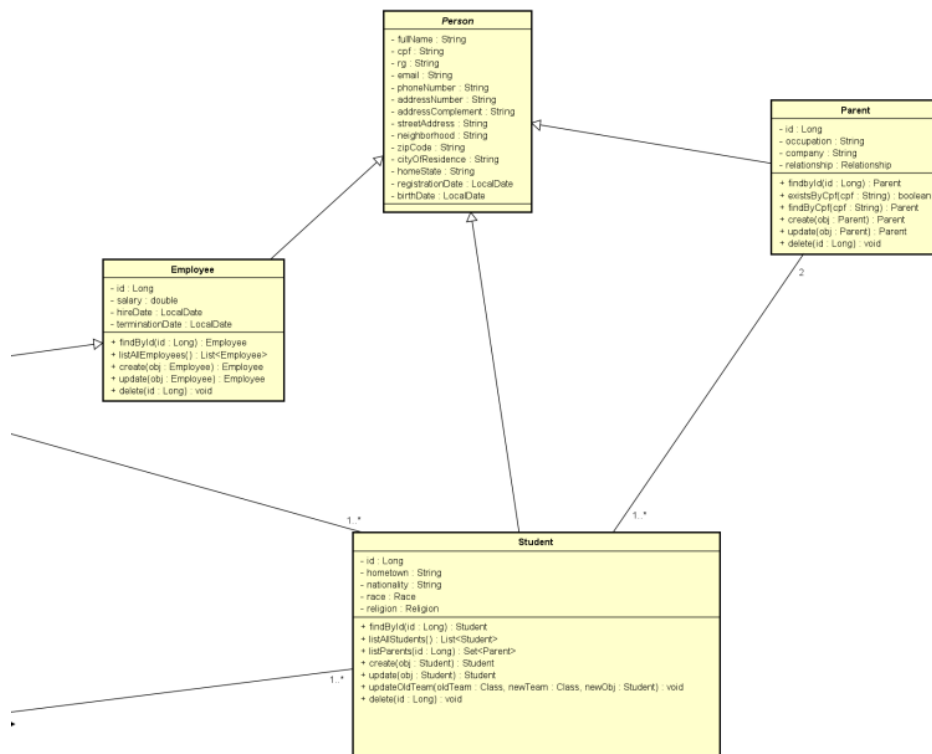 Person
- fullName : String
- cpf : String
- rg : String
- email : String
- phoneNumber : String
- addressNumber : String
- addressComplement : String
- streetAddress : String
- neighborhood : String
- zipCode : String
- cityOfResidence : String
- homeState : String
- registrationDate : LocalDate
- birthDate : LocalDate
Parent
- id : Long
- occupation : String
- company : String
- relationship : Relationship
+ findbyId(id : Long) : Parent
+ existsByCpf(cpf : String) : boolean
+ findByCpf(cpf : String) : Parent
+ create(obj : Parent) : Parent
+ update(obj : Parent) : Parent
+ delete(id : Long) : void
2
Employee
- id : Long
- salary : double
- hireDate : LocalDate
- terminationDate : LocalDate
+ findById(id : Long) : Employee
+ listAllEmployees() : List<Employee>
+ create(obj : Employee) : Employee
+ update(obj : Employee) : Employee
+ delete(id : Long) : void
1..*
1..*
Student
- id : Long
- hometown : String
- nationality : String
- race : Race
- religion : Religion
+ findById(id : Long) : Student
+ listAllStudents() : List<Student>
+ listParents(id : Long) : Set<Parent>
+ create(obj : Student) : Student
+ update(obj : Student) : Student
+ updateOldTeam(oldTeam : Class, newTeam : Class, newObj : Student) : void
+ delete(id : Long) : void
1..*